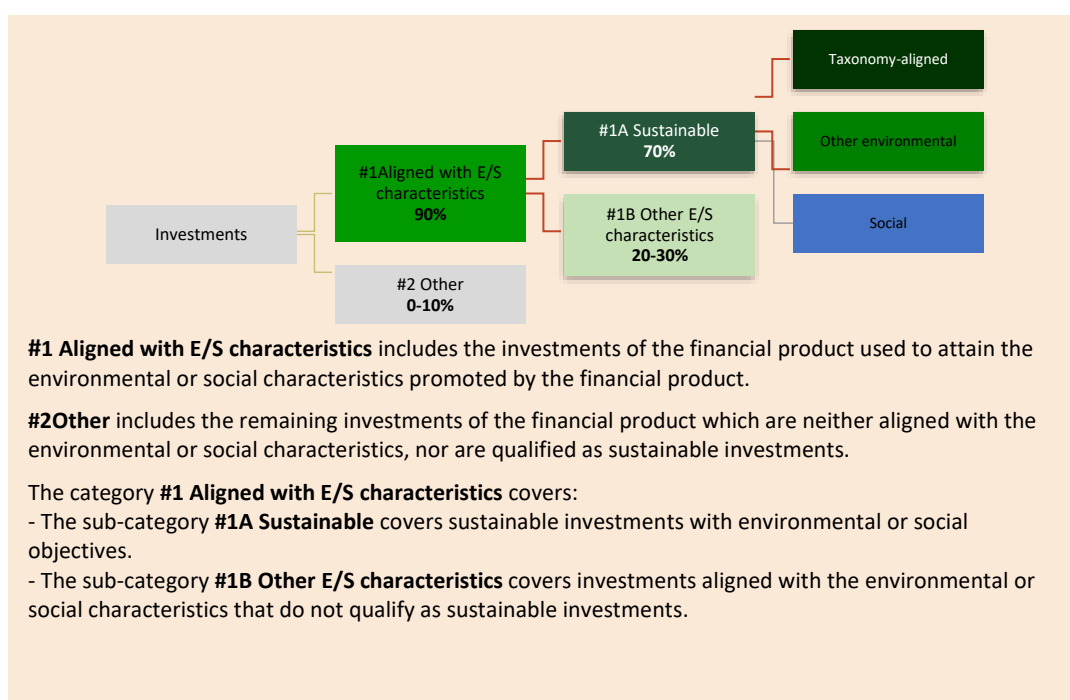 Taxonomy-aligned
#1A Sustainable
70%
Other environmental
#1Aligned with E/S
characteristics
90%
#1B Other E/S
characteristics
20-30%
Social
Investments
#2 Other
0-10%
#1 Aligned with E/S characteristics includes the investments of the financial product used to attain the
environmental or social characteristics promoted by the financial product.
#2Other includes the remaining investments of the financial product which are neither aligned with the
environmental or social characteristics, nor are qualified as sustainable investments.
The category #1 Aligned with E/S characteristics covers:
- The sub-category #1A Sustainable covers sustainable investments with environmental or social
objectives.
- The sub-category #1B Other E/S characteristics covers investments aligned with the environmental or
social characteristics that do not qualify as sustainable investments.